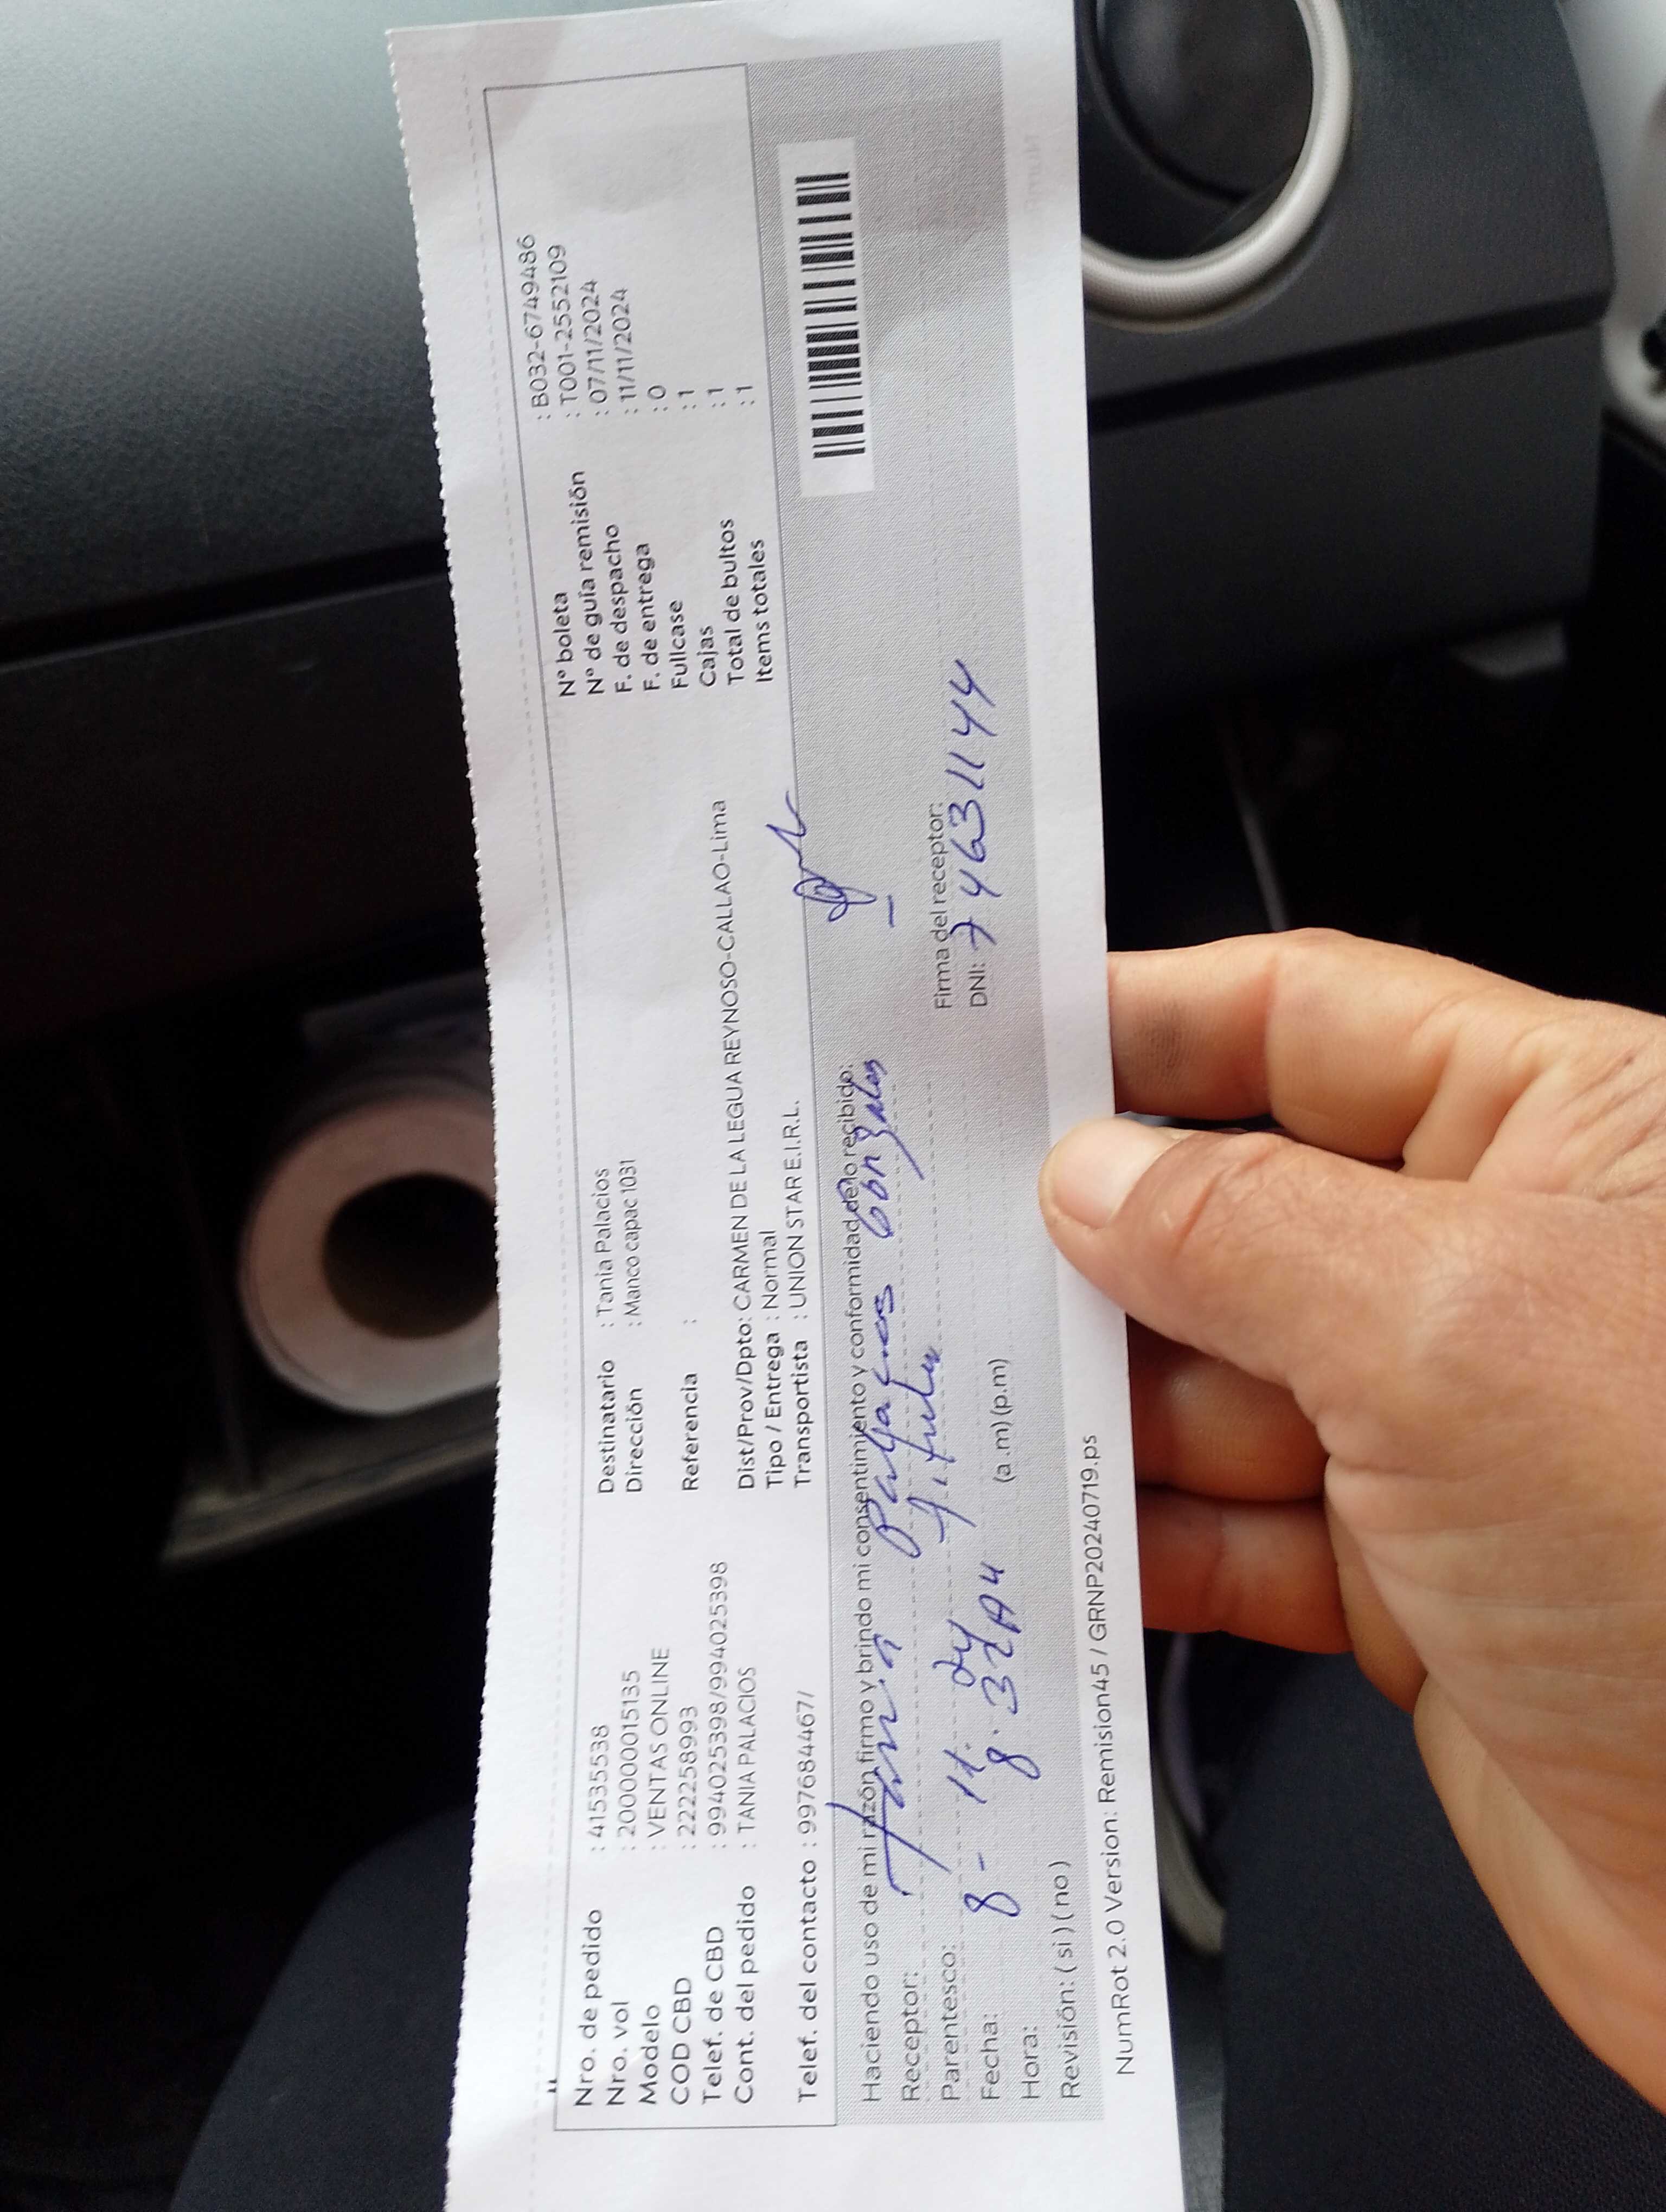 Nro. de pedido : 41535538
Nro. vol : 2000000015135
Modelo : VENTAS ONLINE
COD CBD : 2222258993
Telef. de CBD : 994025398/994025398
Cont. del pedido : TANIA PALACIOS
Telef. del contacto : 997684467/
Destinatario : Tania Palacios
Dirección : Manco capac 1031
Referencia :
Dist/Prov/Dpto: CARMEN DE LA LEGUA REYNOSO-CALLAO-Lima
Tipo / Entrega : Normal
Transportista : UNION STAR E.I.R.L.
Nº boleta : B032-6749486
Nº de guía remisión : T001-2552109
F. de despacho : 07/11/2024
F. de entrega : 11/11/2024
Fullcase : 0
Cajas : 1
Total de bultos : 1
Items totales : 1
Haciendo uso de mi razón firmo y brindo mi consentimiento y conformidad de lo recibido:
Receptor: Tania Palacios Gonzales
Parentesco: Titular
Fecha: 8- 11. 24
Hora: 8.32 AM (a.m) (p.m)
Revisión: ( si ) ( no )
Firma del receptor:
DNI: 74631144
NumRot 2.0 Version: Remision45 / GRNP20240719.ps